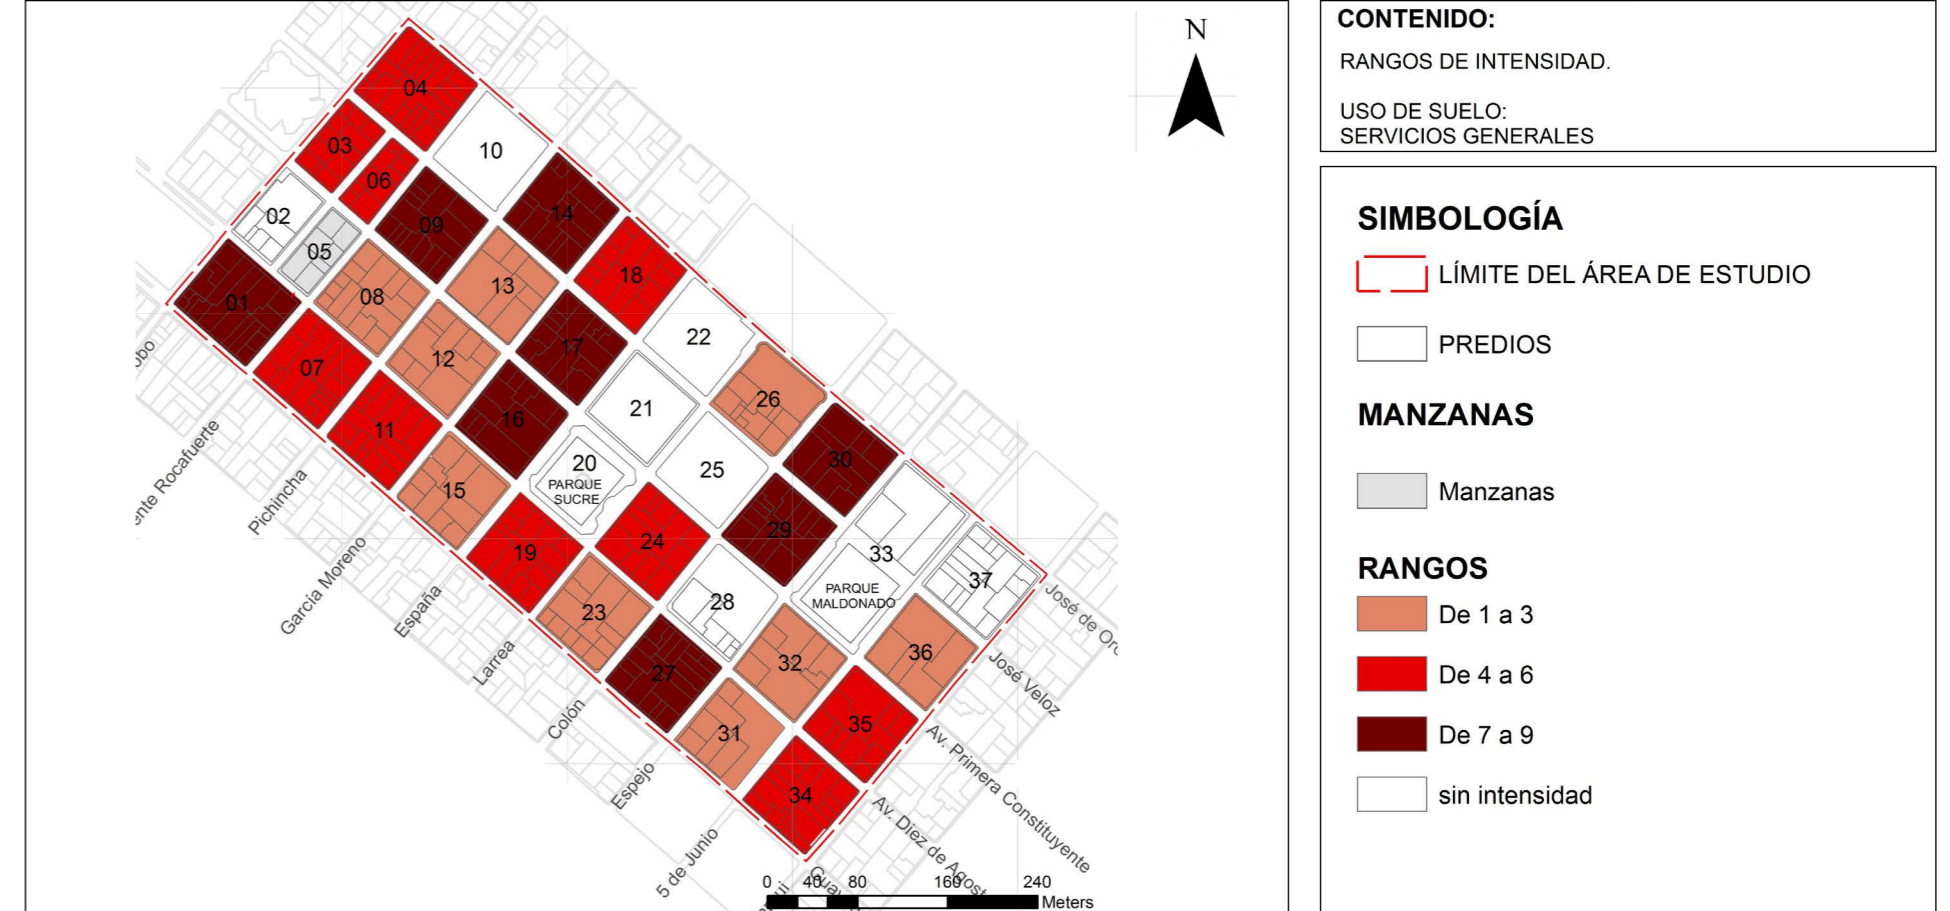 N
04
10
03
06
14
02
09
05
18
13
08
01
22
17
12
07
26
21
16
11
20
PARQUE
SUCRE
25
30
15
29
24
19
33
37
PARQUE
MALDONADO
28
23
36
32
27
35
31
34
Pichincha
García Moreno
España
Larrea
Colón
Espejo
5 de Junio
José Veloz
Av. Primera Constituyente
0 40 80 160 240
Meters
CONTENIDO:
RANGOS DE INTENSIDAD.
USO DE SUELO:
SERVICIOS GENERALES
SIMBOLOGÍA
LÍMITE DEL ÁREA DE ESTUDIO
PREDIOS
MANZANAS
Manzanas
RANGOS
De 1 a 3
De 4 a 6
De 7 a 9
sin intensidad